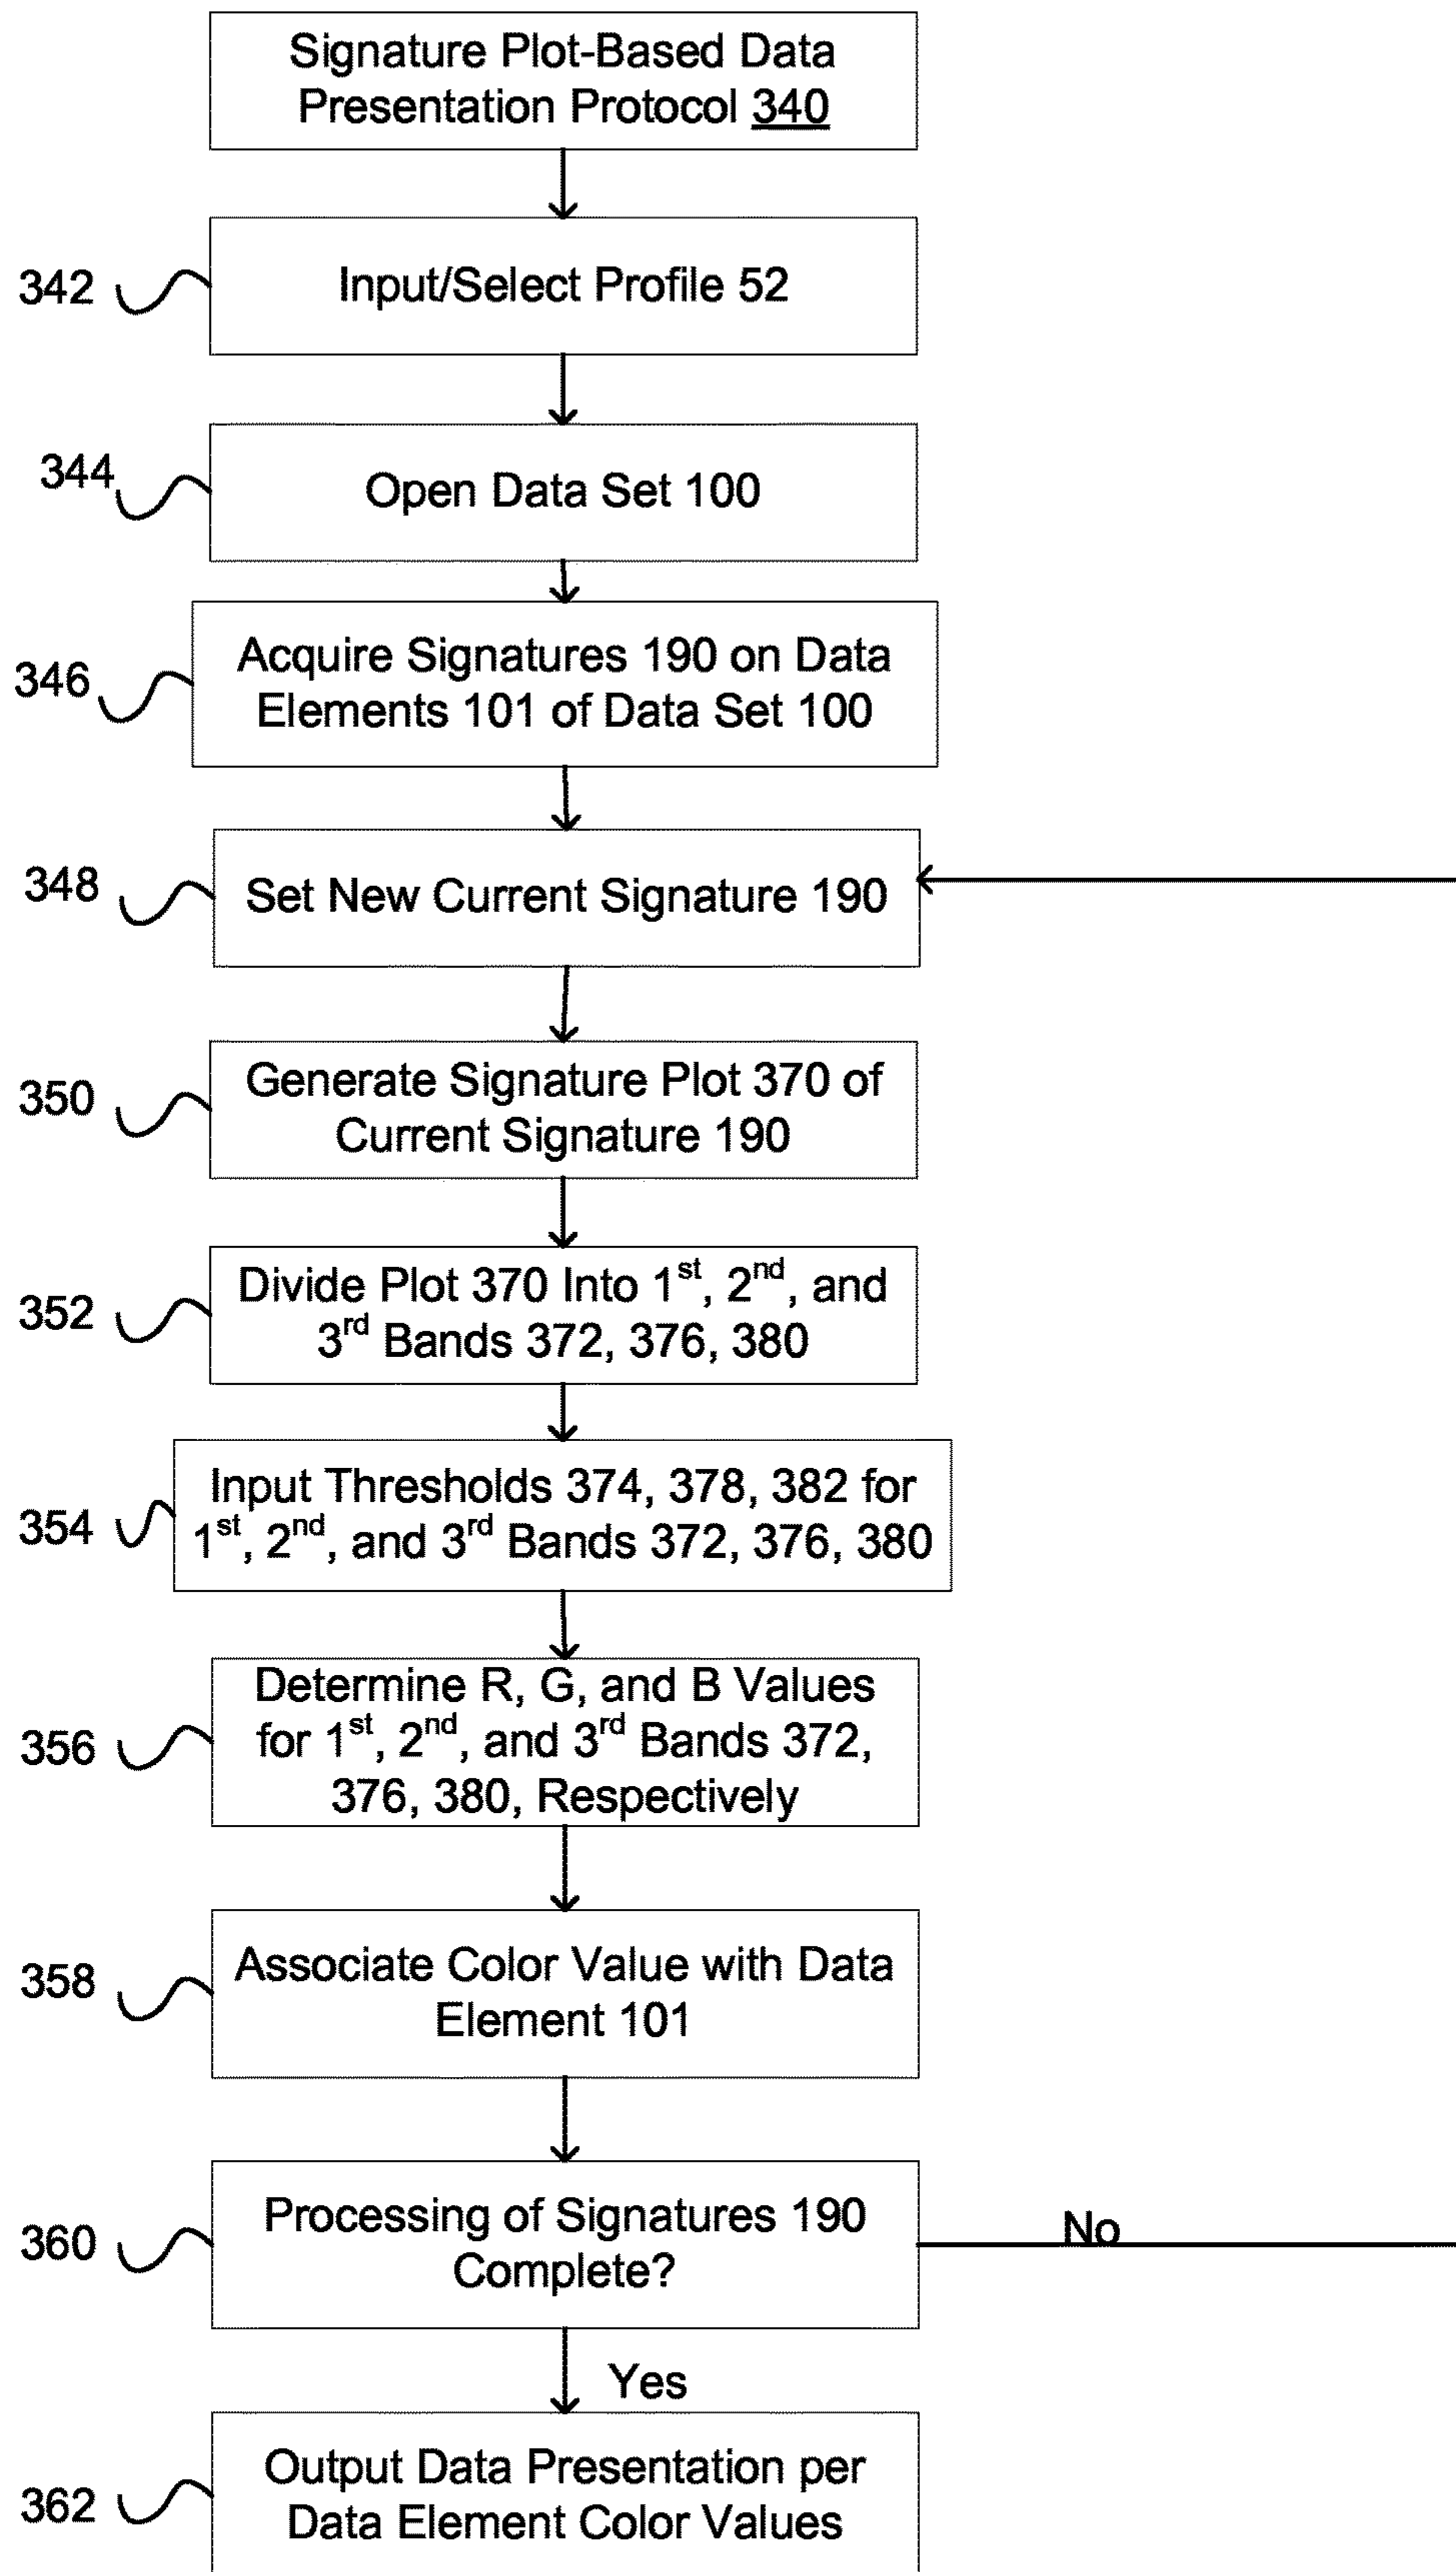 Signature Plot-Based Data
Presentation Protocol 340
342
Input/Select Profile 52
344
Open Data Set 100
346
Acquire Signatures 190 on Data
Elements 101 of Data Set 100
348
Set New Current Signature 190
350
Generate Signature Plot 370 of
Current Signature 190
352
Divide Plot 370 Into 1st, 2nd, and
3rd Bands 372, 376, 380
354
Input Thresholds 374, 378, 382 for
1st, 2nd, and 3rd Bands 372, 376, 380
356
Determine R, G, and B Values
for 1st, 2nd, and 3rd Bands 372,
376, 380, Respectively
358
Associate Color Value with Data
Element 101
360
Processing of Signatures 190
Complete?
No
Yes
362
Output Data Presentation per
Data Element Color Values